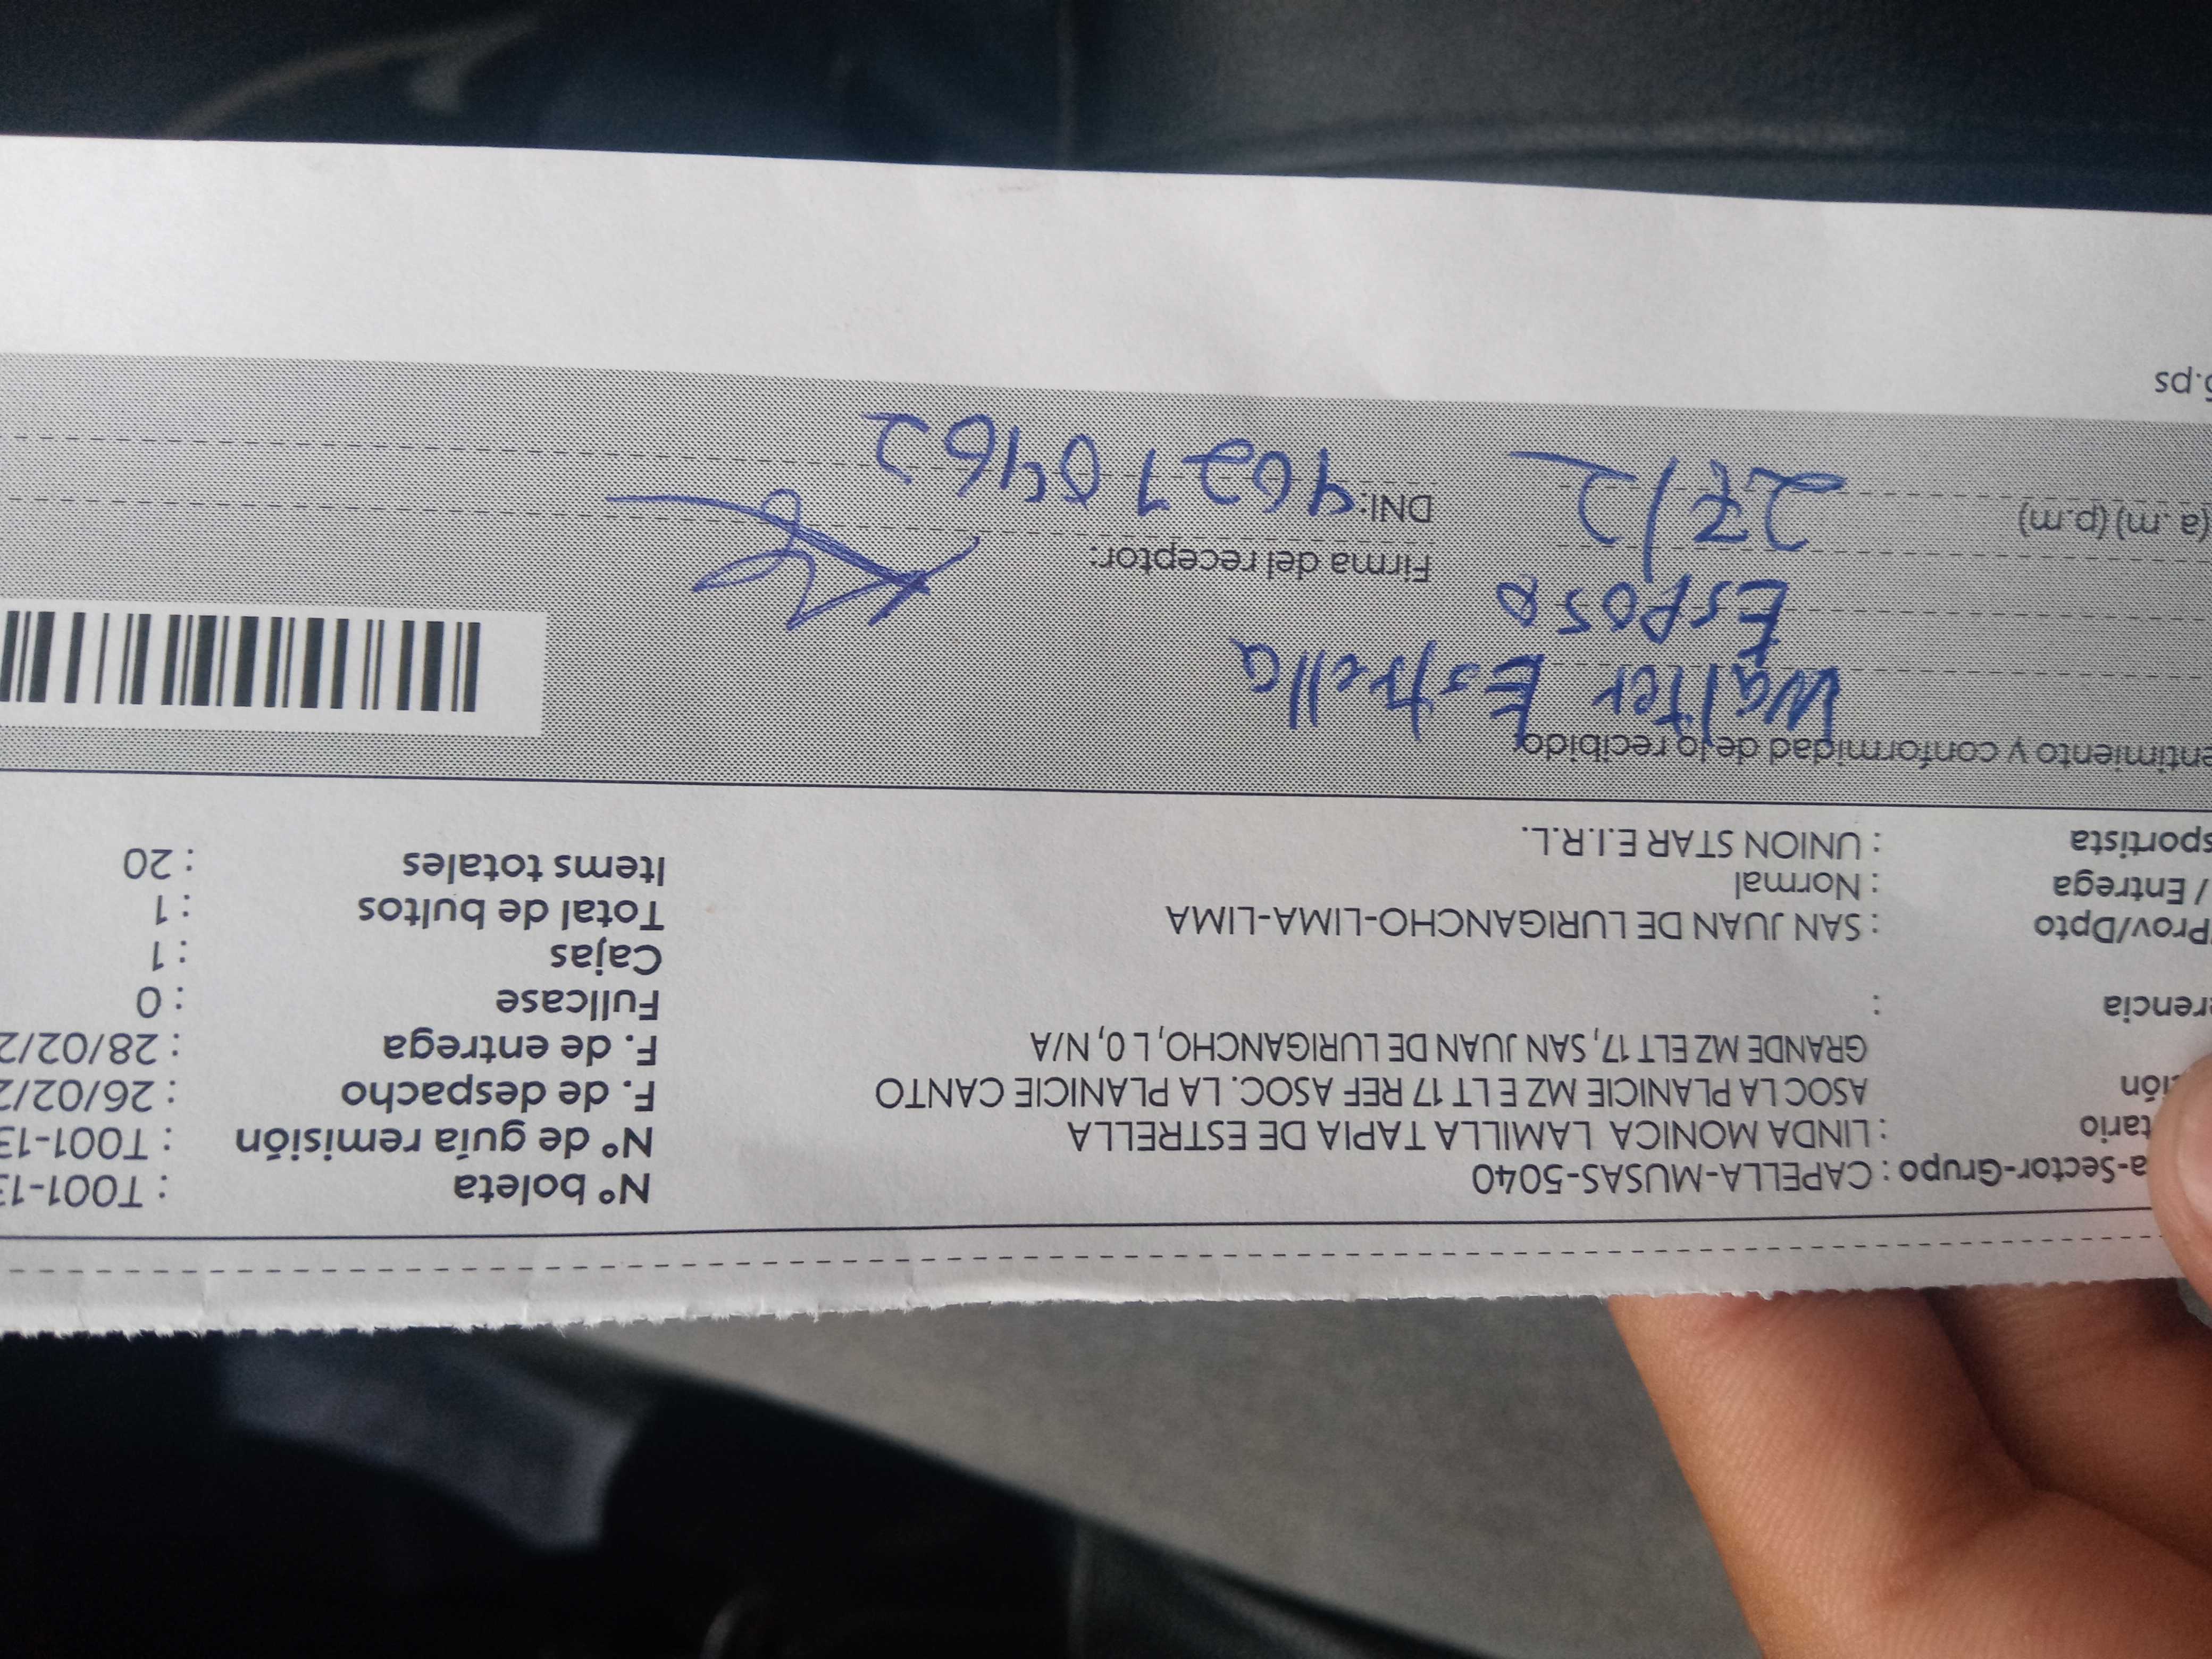 a-Sector-Grupo : CAPELLA-MUSAS-5040
tario : LINDA MONICA LAMILLA TAPIA DE ESTRELLA
ión ASOC LA PLANICIE MZ E LT 17 REF ASOC. LA PLANICIE CANTO
GRANDE MZ ELT 17, SAN JUAN DE LURIGANCHO, L 0, N/A
erencia :
Prov/Dpto : SAN JUAN DE LURIGANCHO-LIMA-LIMA
/ Entrega : Normal
sportista : UNION STAR E.I.R.L.
Nº boleta : T001-13
Nº de guía remisión : T001-13
F. de despacho : 26/02/2
F. de entrega : 28/02/2
Fullcase : 0
Cajas : 1
Total de bultos : 1
Items totales : 20
entimiento y conformidad de lo recibido:
Walter Estrella
Esposo
Firma del receptor:
(a .m) (p.m) 27/2
DNI:
.ps